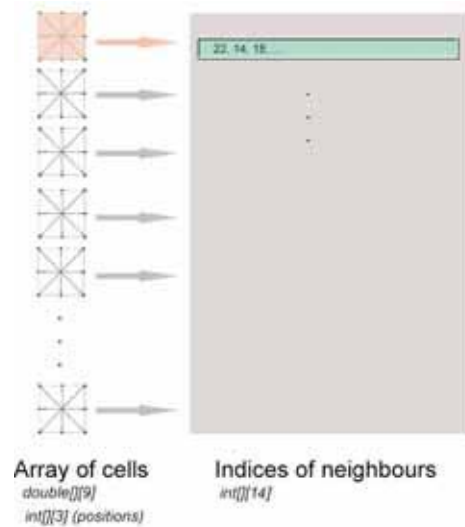 22, 14, 18, ...
Array of cells
double[][9]
int[][3] (positions)
Indices of neighbours
int[][14]